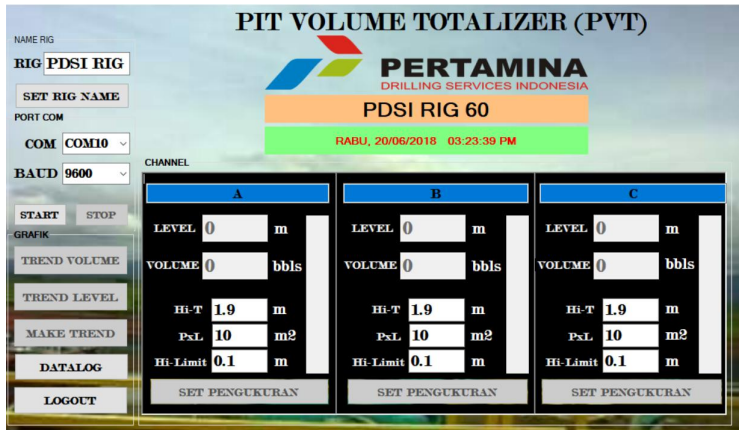 PIT VOLUME TOTALIZER (PVT)
NAME RIG
RIG PDSI RIG
SET RIG NAME
PORT COM
COM COM10
BAUD 9600
START STOP
GRAFIK
TREND VOLUME
TREND LEVEL
MAKE TREND
DATALOG
LOGOUT
PERTAMINA
DRILLING SERVICES INDONESIA
PDSI RIG 60
RABU, 20/06/2018 03:23:39 PM
CHANNEL
A
LEVEL 0 m
VOLUME 0 bbls
Hi-T 1.9 m
PxL 10 m2
Hi-Limit 0.1 m
SET PENGUKURAN
B
LEVEL 0 m
VOLUME 0 bbls
Hi-T 1.9 m
PxL 10 m2
Hi-Limit 0.1 m
SET PENGUKURAN
C
LEVEL 0 m
VOLUME 0 bbls
Hi-T 1.9 m
PxL 10 m2
Hi-Limit 0.1 m
SET PENGUKURAN